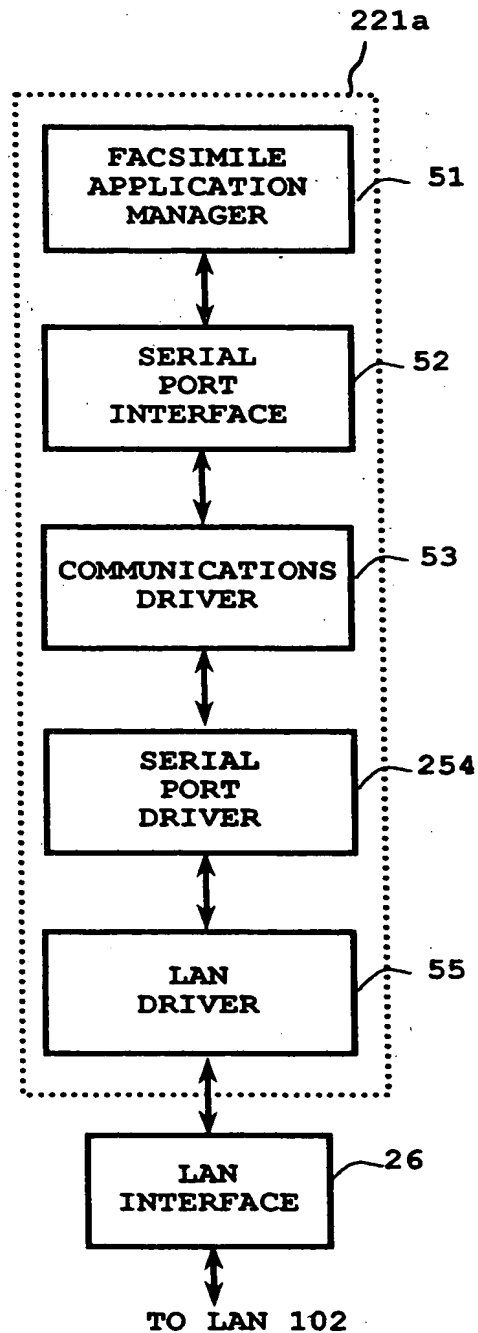 221a
FACSIMILE
APPLICATION
MANAGER
51
SERIAL
PORT
INTERFACE
52
COMMUNICATIONS
DRIVER
53
SERIAL
PORT
DRIVER
254
LAN
DRIVER
55
LAN
INTERFACE
26
TO LAN 102